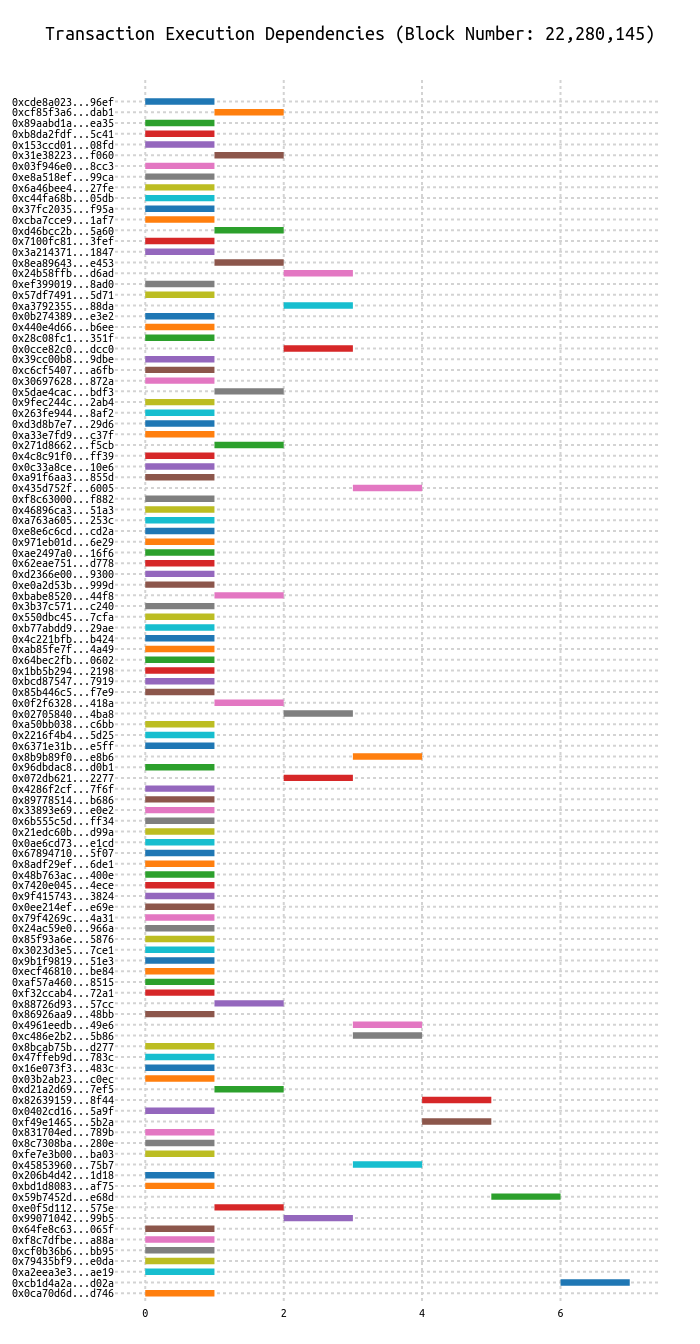 Transaction Execution Dependencies (Block Number: 22,280,145)
0xcde8a023...96ef
0xcf85f3a6...dab1
0x89aabd1a...ea35
0xb8da2fdf...5c41
0x153ccd01...08fd
0x31e38223...f060
0x03f946e0...8cc3
0xe8a518ef...99ca
0x6a46bee4...27fe
0xc44fa68b...05db
0x37fc2035...f95a
0xcba7cce9...1af7
0xd46bcc2b...5a60
0x7100fc81...3fef
0x3a214371...1847
0x8ea89643...e453
0x24b58ffb...d6ad
0xef399019...8ad0
0x57df7491...5d71
0xa3792355...88da
0x0b274389...e3e2
0x440e4d66...b6ee
0x28c08fc1...351f
0x0cce82c0...dcc0
0x39cc00b8...9dbe
0xc6cf5407...a6fb
0x30697628...872a
0x5dae4cac...bdf3
0x9fec244c...2ab4
0x263fe944...8af2
0xd3d8b7e7...29d6
0xa33e7fd9...c37f
0x271d8662...f5cb
0x4c8c91f0...ff39
0x0c33a8ce...10e6
0xa91f6aa3...855d
0x435d752f...6005
0xf8c63000...f882
0x46896ca3...51a3
0xa763a605...253c
0xe8e6c6cd...cd2a
0x971eb01d...6e29
0xae2497a0...16f6
0x62eae751...d778
0xd2366e00...9300
0xe0a2d53b...999d
0xbabe8520...44f8
0x3b37c571...c240
0x550dbc45...7cfa
0xb77abdd9...29ae
0x4c221bfb...b424
0xab85fe7f...4a49
0x64bec2fb...0602
0x1bb5b294...2198
0xbcd87547...7919
0x85b446c5...f7e9
0x0f2f6328...418a
0x02705840...4ba8
0xa50bb038...c6bb
0x2216f4b4...5d25
0x6371e31b...e5ff
0x8b9b89f0...e8b6
0x96dbdac8...d0b1
0x072db621...2277
0x4286f2cf...7f6f
0x89778514...b686
0x33893e69...e0e2
0x6b555c5d...ff34
0x21edc60b...d99a
0x0ae6cd73...e1cd
0x67894710...5f07
0x8adf29ef...6de1
0x48b763ac...400e
0x7420e045...4ece
0x9f415743...3824
0x0ee214ef...e69e
0x79f4269c...4a31
0x24ac59e0...966a
0x85f93a6e...5876
0x3023d3e5...7ce1
0x9b1f9819...51e3
0xecf46810...be84
0xaf57a460...8515
0xf32ccab4...72a1
0x88726d93...57cc
0x86926aa9...48bb
0x4961eedb...49e6
0xc486e2b2...5b86
0x8bcab75b...d277
0x47ffeb9d...783c
0x16e073f3...483c
0x03b2ab23...c0ec
0xd21a2d69...7ef5
0x82639159...8f44
0x0402cd16...5a9f
0xf49e1465...5b2a
0x831704ed...789b
0x8c7308ba...280e
0xfe7e3b00...ba03
0x45853960...75b7
0x206b4d42...1d18
0xbd1d8083...af75
0x59b7452d...e68d
0xe0f5d112...575e
0x99071042...99b5
0x64fe8c63...065f
0xf8c7dfbe...a88a
0xcf0b36b6...bb95
0x79435bf9...e0da
0xa2eea3e3...ae19
0xcb1d4a2a...d02a
0x0ca70d6d...d746
0 2 4 6